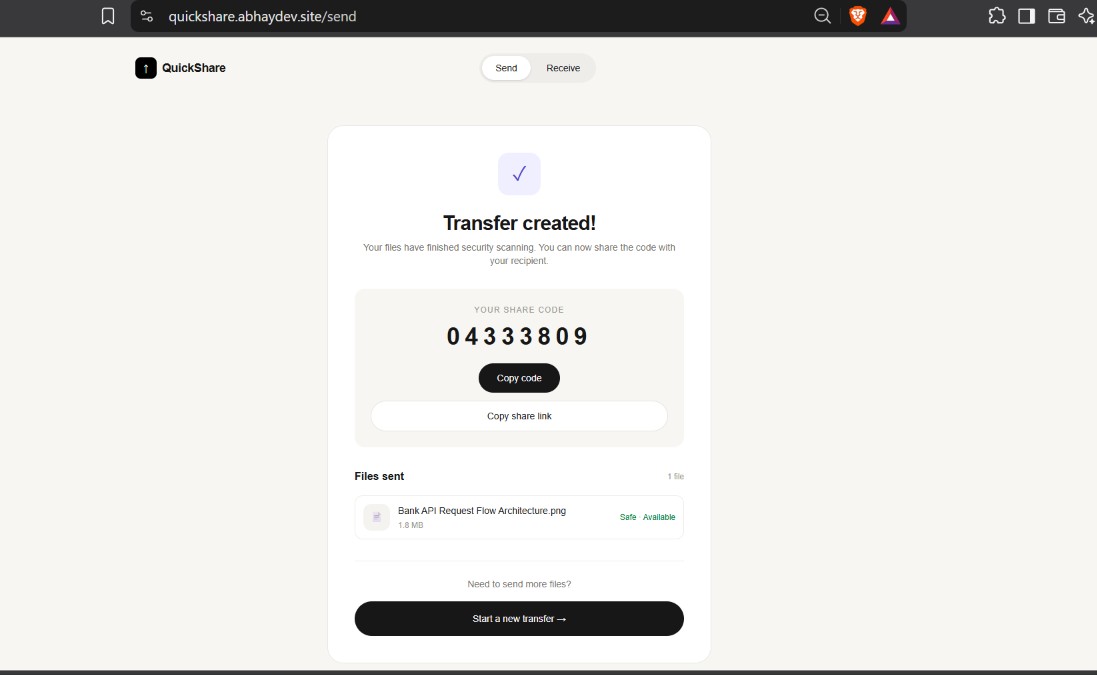 quickshare.abhaydev.site/send
↑ QuickShare
Send Receive
✓
Transfer created!
Your files have finished security scanning. You can now share the code with
your recipient.
YOUR SHARE CODE
04333809
Copy code
Copy share link
Files sent 1 file
Bank API Request Flow Architecture.png
1.8 MB
Safe · Available
Need to send more files?
Start a new transfer →